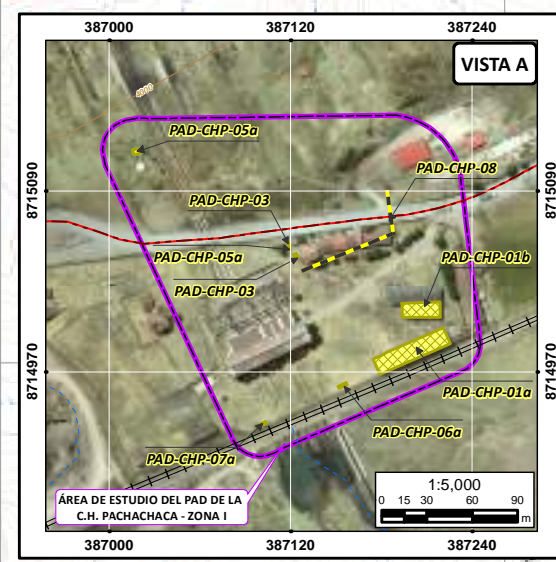 387000 387120 387240
VISTA A
4000
PAD-CHP-05a
8715090
8715090
PAD-CHP-08
PAD-CHP-03
PAD-CHP-05a
PAD-CHP-01b
PAD-CHP-03
8714970
8714970
PAD-CHP-01a
PAD-CHP-06a
PAD-CHP-07a
ÁREA DE ESTUDIO DEL PAD DE LA
C.H. PACHACHACA - ZONA I
1:5,000
0 15 30 60 90
m
387000 387120 387240